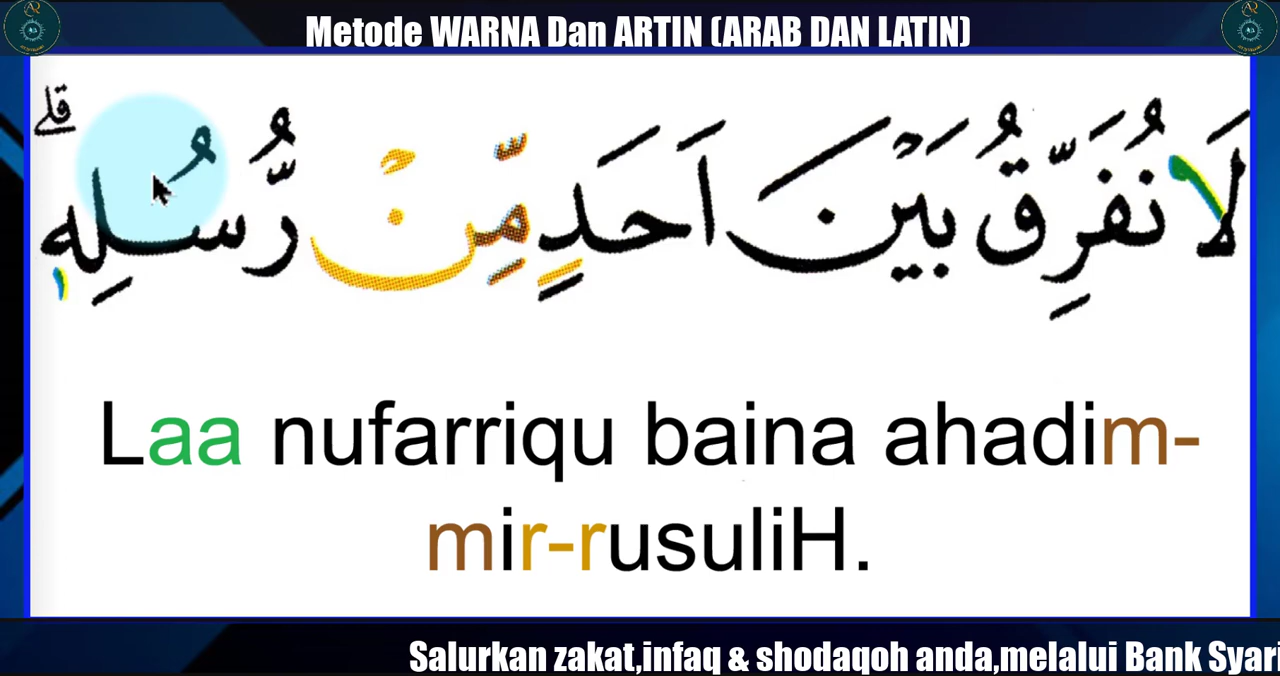 Metode WARNA Dan ARTIN (ARAB DAN LATIN)
لَا نُفَرِّقُ بَيْنَ اَحَدٍ مِّنْ رُّسُلِهٖ ۗ
Laa nufarriqu baina ahadim-
mir-rusuliH.
Salurkan zakat,infaq & shodaqoh anda,melalui Bank Syari